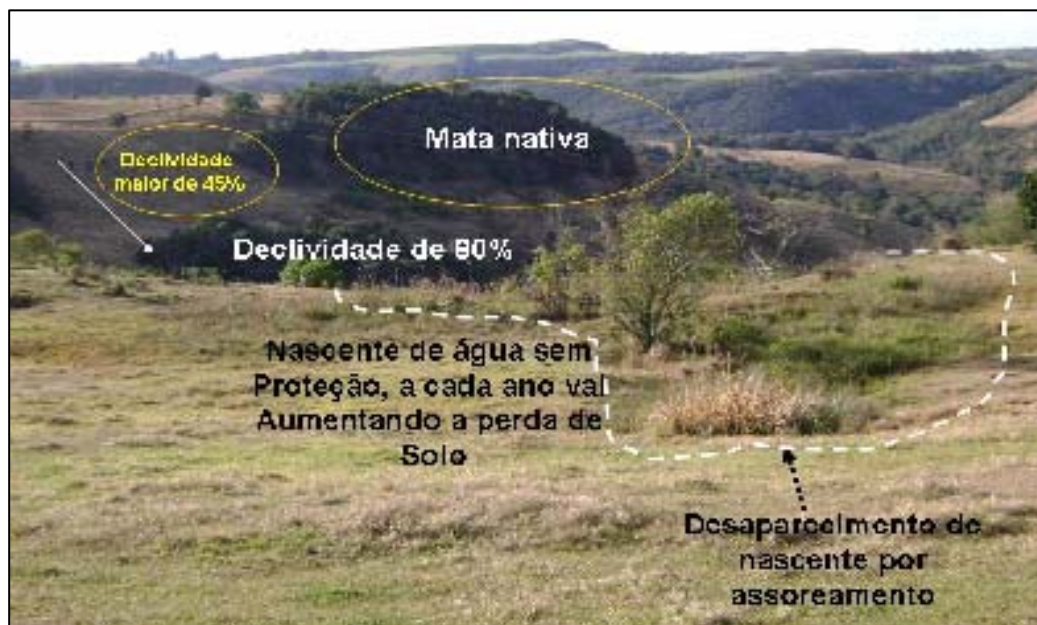 Mata nativa
Declividade
maior de 45%
Declividade de 80%
Nascente de água sem
Proteção, a cada ano vai
Aumentando a perda de
Solo
Desaparecimento de
nascente por
assoreamento